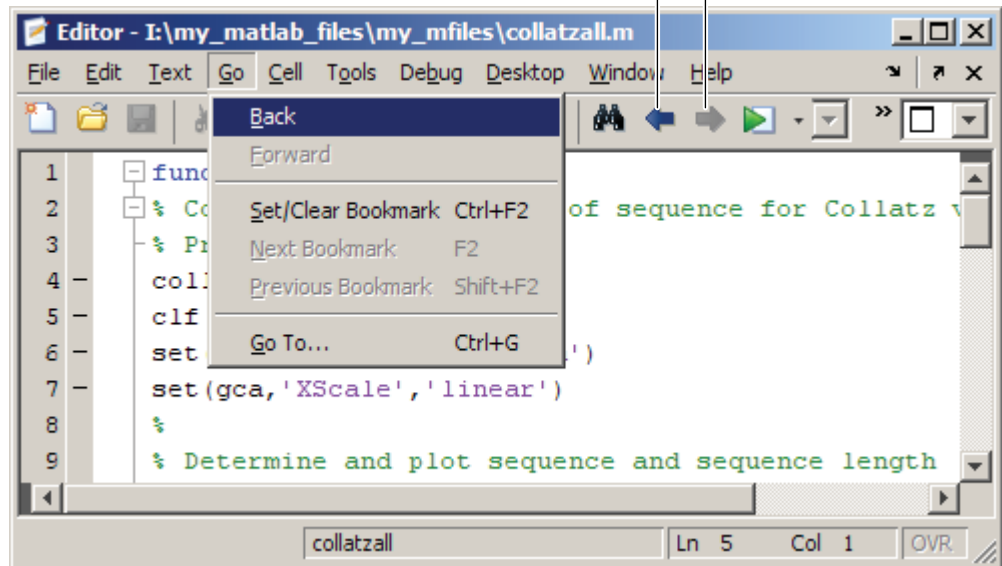 Editor - I:\my_matlab_files\my_mfiles\collatzall.m
File Edit Text Go Cell Tools Debug Desktop Window Help
Back
Forward
Set/Clear Bookmark Ctrl+F2
Next Bookmark F2
Previous Bookmark Shift+F2
Go To... Ctrl+G
1 func
2 % Co of sequence for Collatz
3 % Pr
4 – coll
5 – clf
6 – set ')
7 – set(gca,'XScale','linear')
8 %
9 % Determine and plot sequence and sequence length
collatzall Ln 5 Col 1 OVR